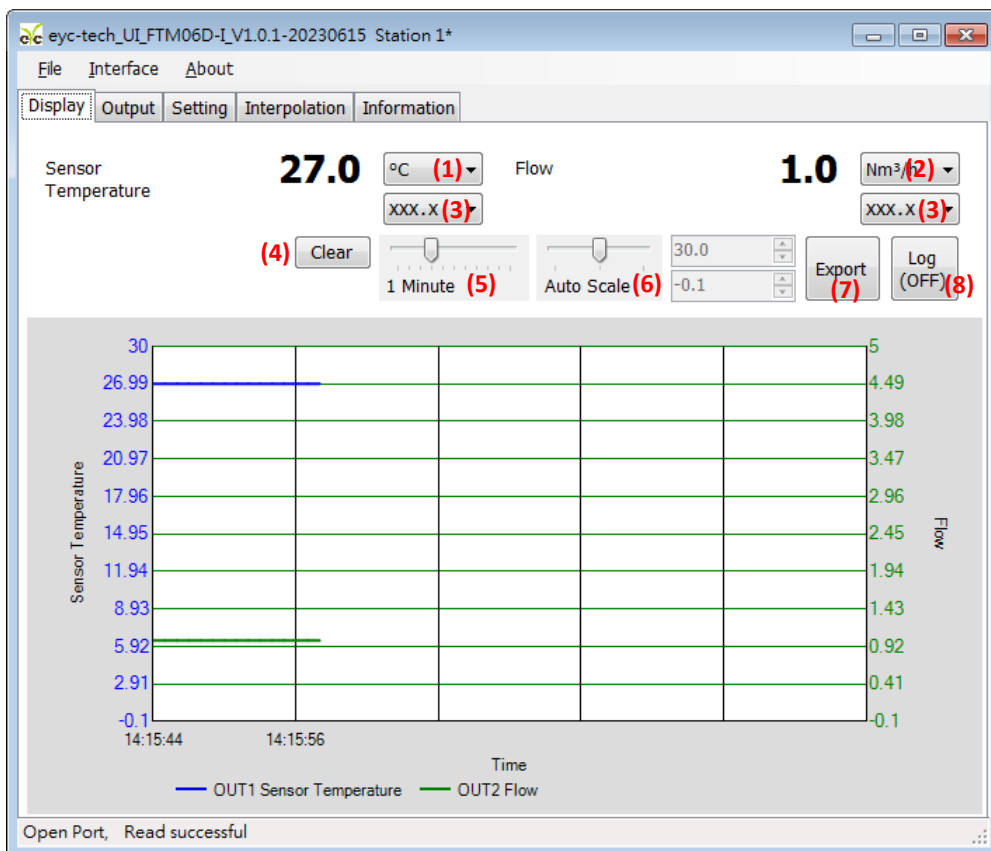 eyc-tech_UI_FTM06D-I_V1.0.1-20230615 Station 1*
File Interface About
Display Output Setting Interpolation Information
Sensor Temperature 27.0 ºC (1) Flow 1.0 Nm³/h (2)
xxx.x (3) xxx.x (3)
(4) Clear 1 Minute (5) Auto Scale (6) 30.0 -0.1 Export (7) Log (OFF) (8)
30 5
26.99 4.49
23.98 3.98
20.97 3.47
17.96 2.96
14.95 2.45
11.94 1.94
8.93 1.43
5.92 0.92
2.91 0.41
-0.1 -0.1
Sensor Temperature
Flow
14:15:44 14:15:56
Time
OUT1 Sensor Temperature OUT2 Flow
Open Port, Read successful